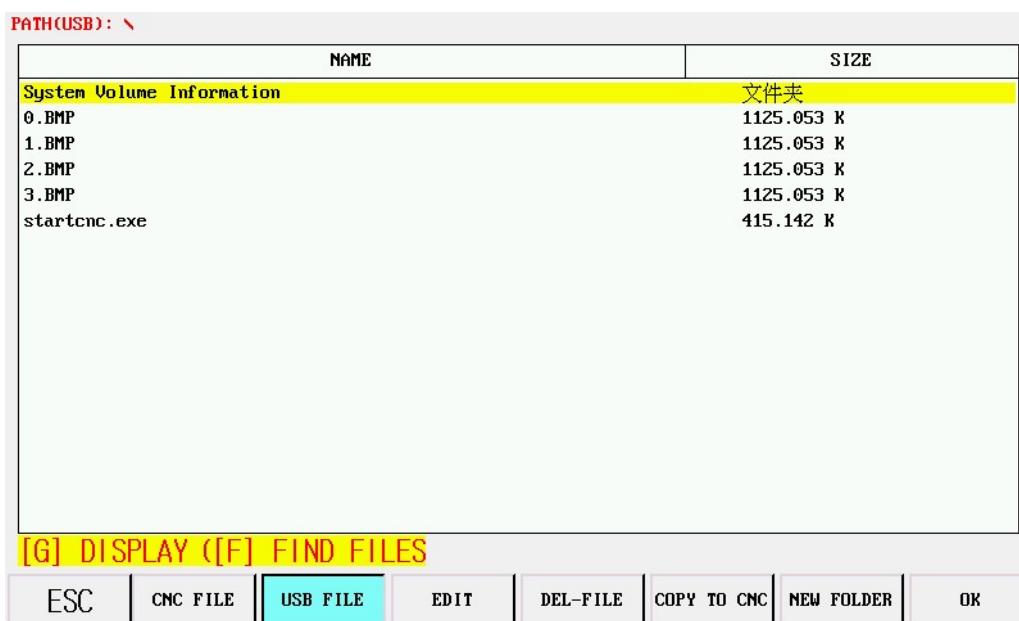 PATH(USB): \
NAME SIZE
System Volume Information 文件夹
0.BMP 1125.053 K
1.BMP 1125.053 K
2.BMP 1125.053 K
3.BMP 1125.053 K
startcnc.exe 415.142 K
[G] DISPLAY ([F] FIND FILES
ESC CNC FILE USB FILE EDIT DEL-FILE COPY TO CNC NEW FOLDER OK